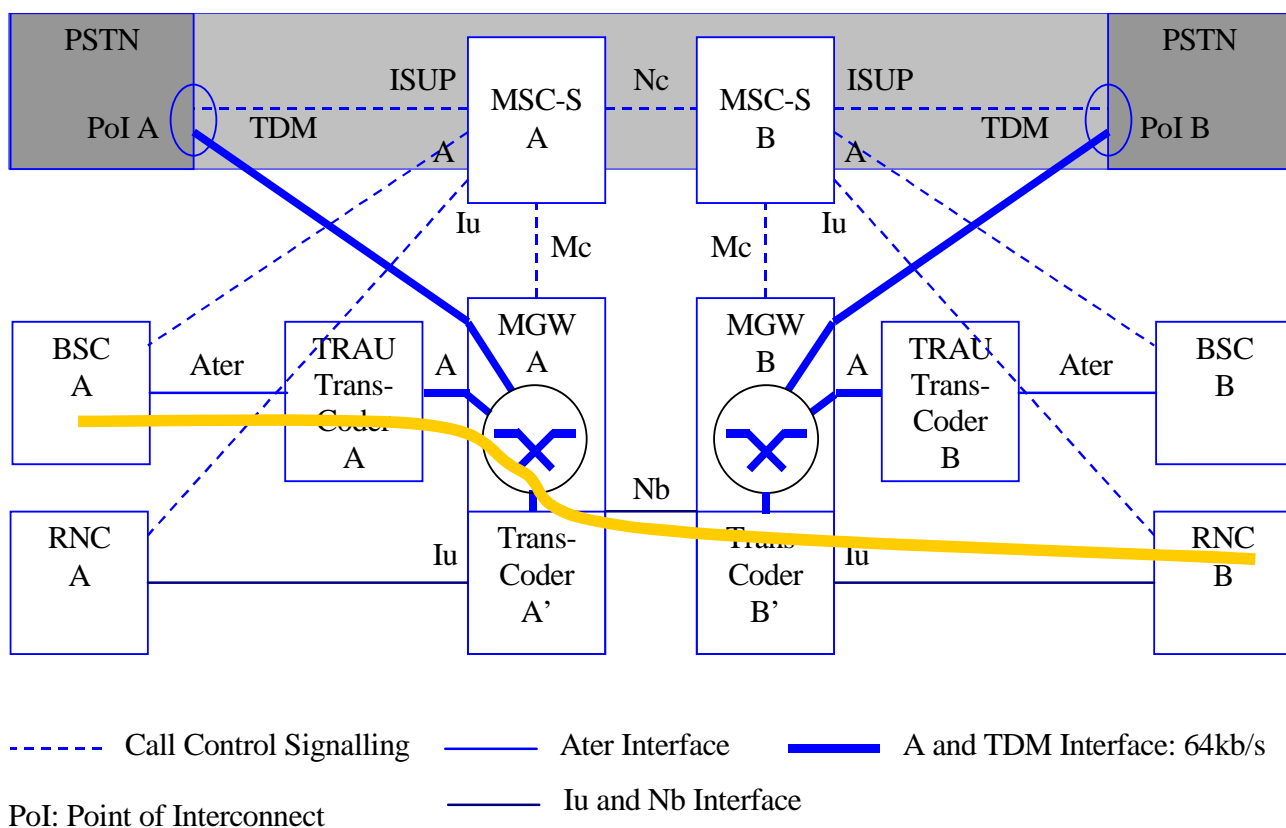 PSTN
PSTN
ISUP
Nc
ISUP
MSC-S
A
MSC-S
B
PoI A
TDM
TDM
PoI B
A
A
Iu
Iu
Mc
Mc
MGW
A
MGW
B
BSC
A
Ater
TRAU
Trans-
Coder
A
A
A
TRAU
Trans-
Coder
B
Ater
BSC
B
Nb
RNC
A
Iu
Trans-
Coder
A’
Trans-
Coder
B’
Iu
RNC
B
Call Control Signalling
Ater Interface
A and TDM Interface: 64kb/s
PoI: Point of Interconnect
Iu and Nb Interface